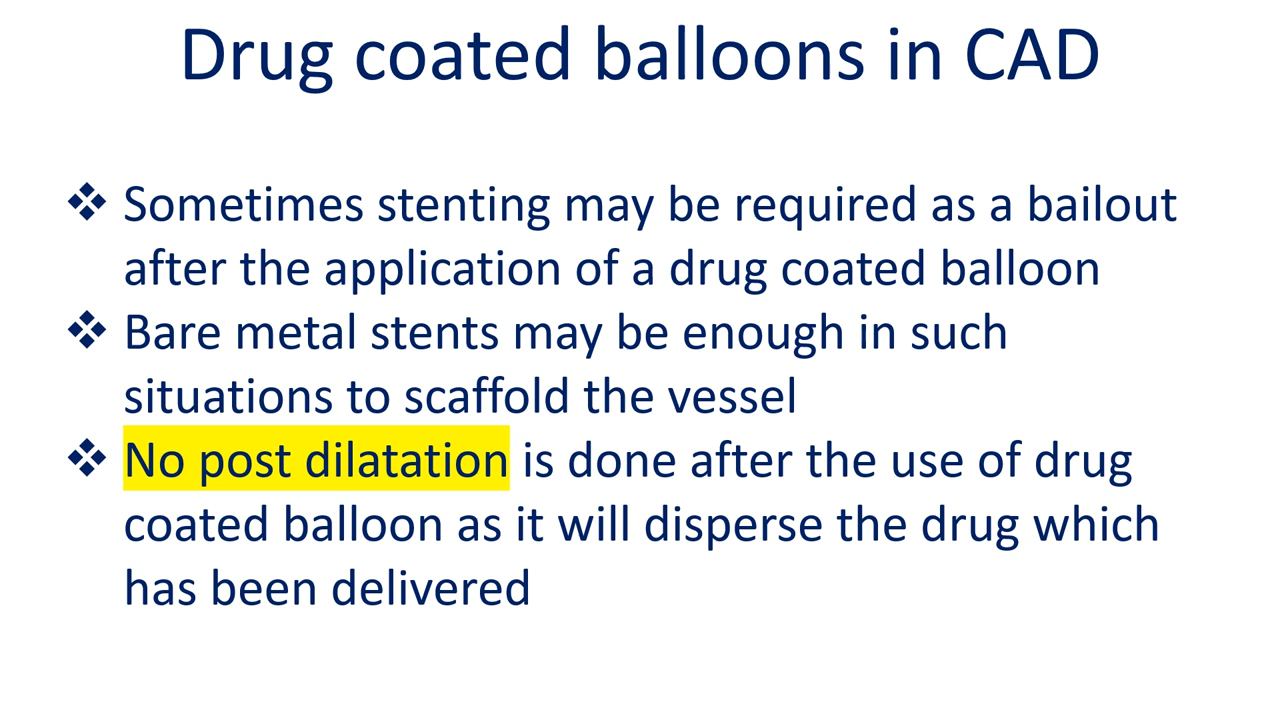 Drug coated balloons in CAD
❖ Sometimes stenting may be required as a bailout
after the application of a drug coated balloon
❖ Bare metal stents may be enough in such
situations to scaffold the vessel
❖ No post dilatation is done after the use of drug
coated balloon as it will disperse the drug which
has been delivered